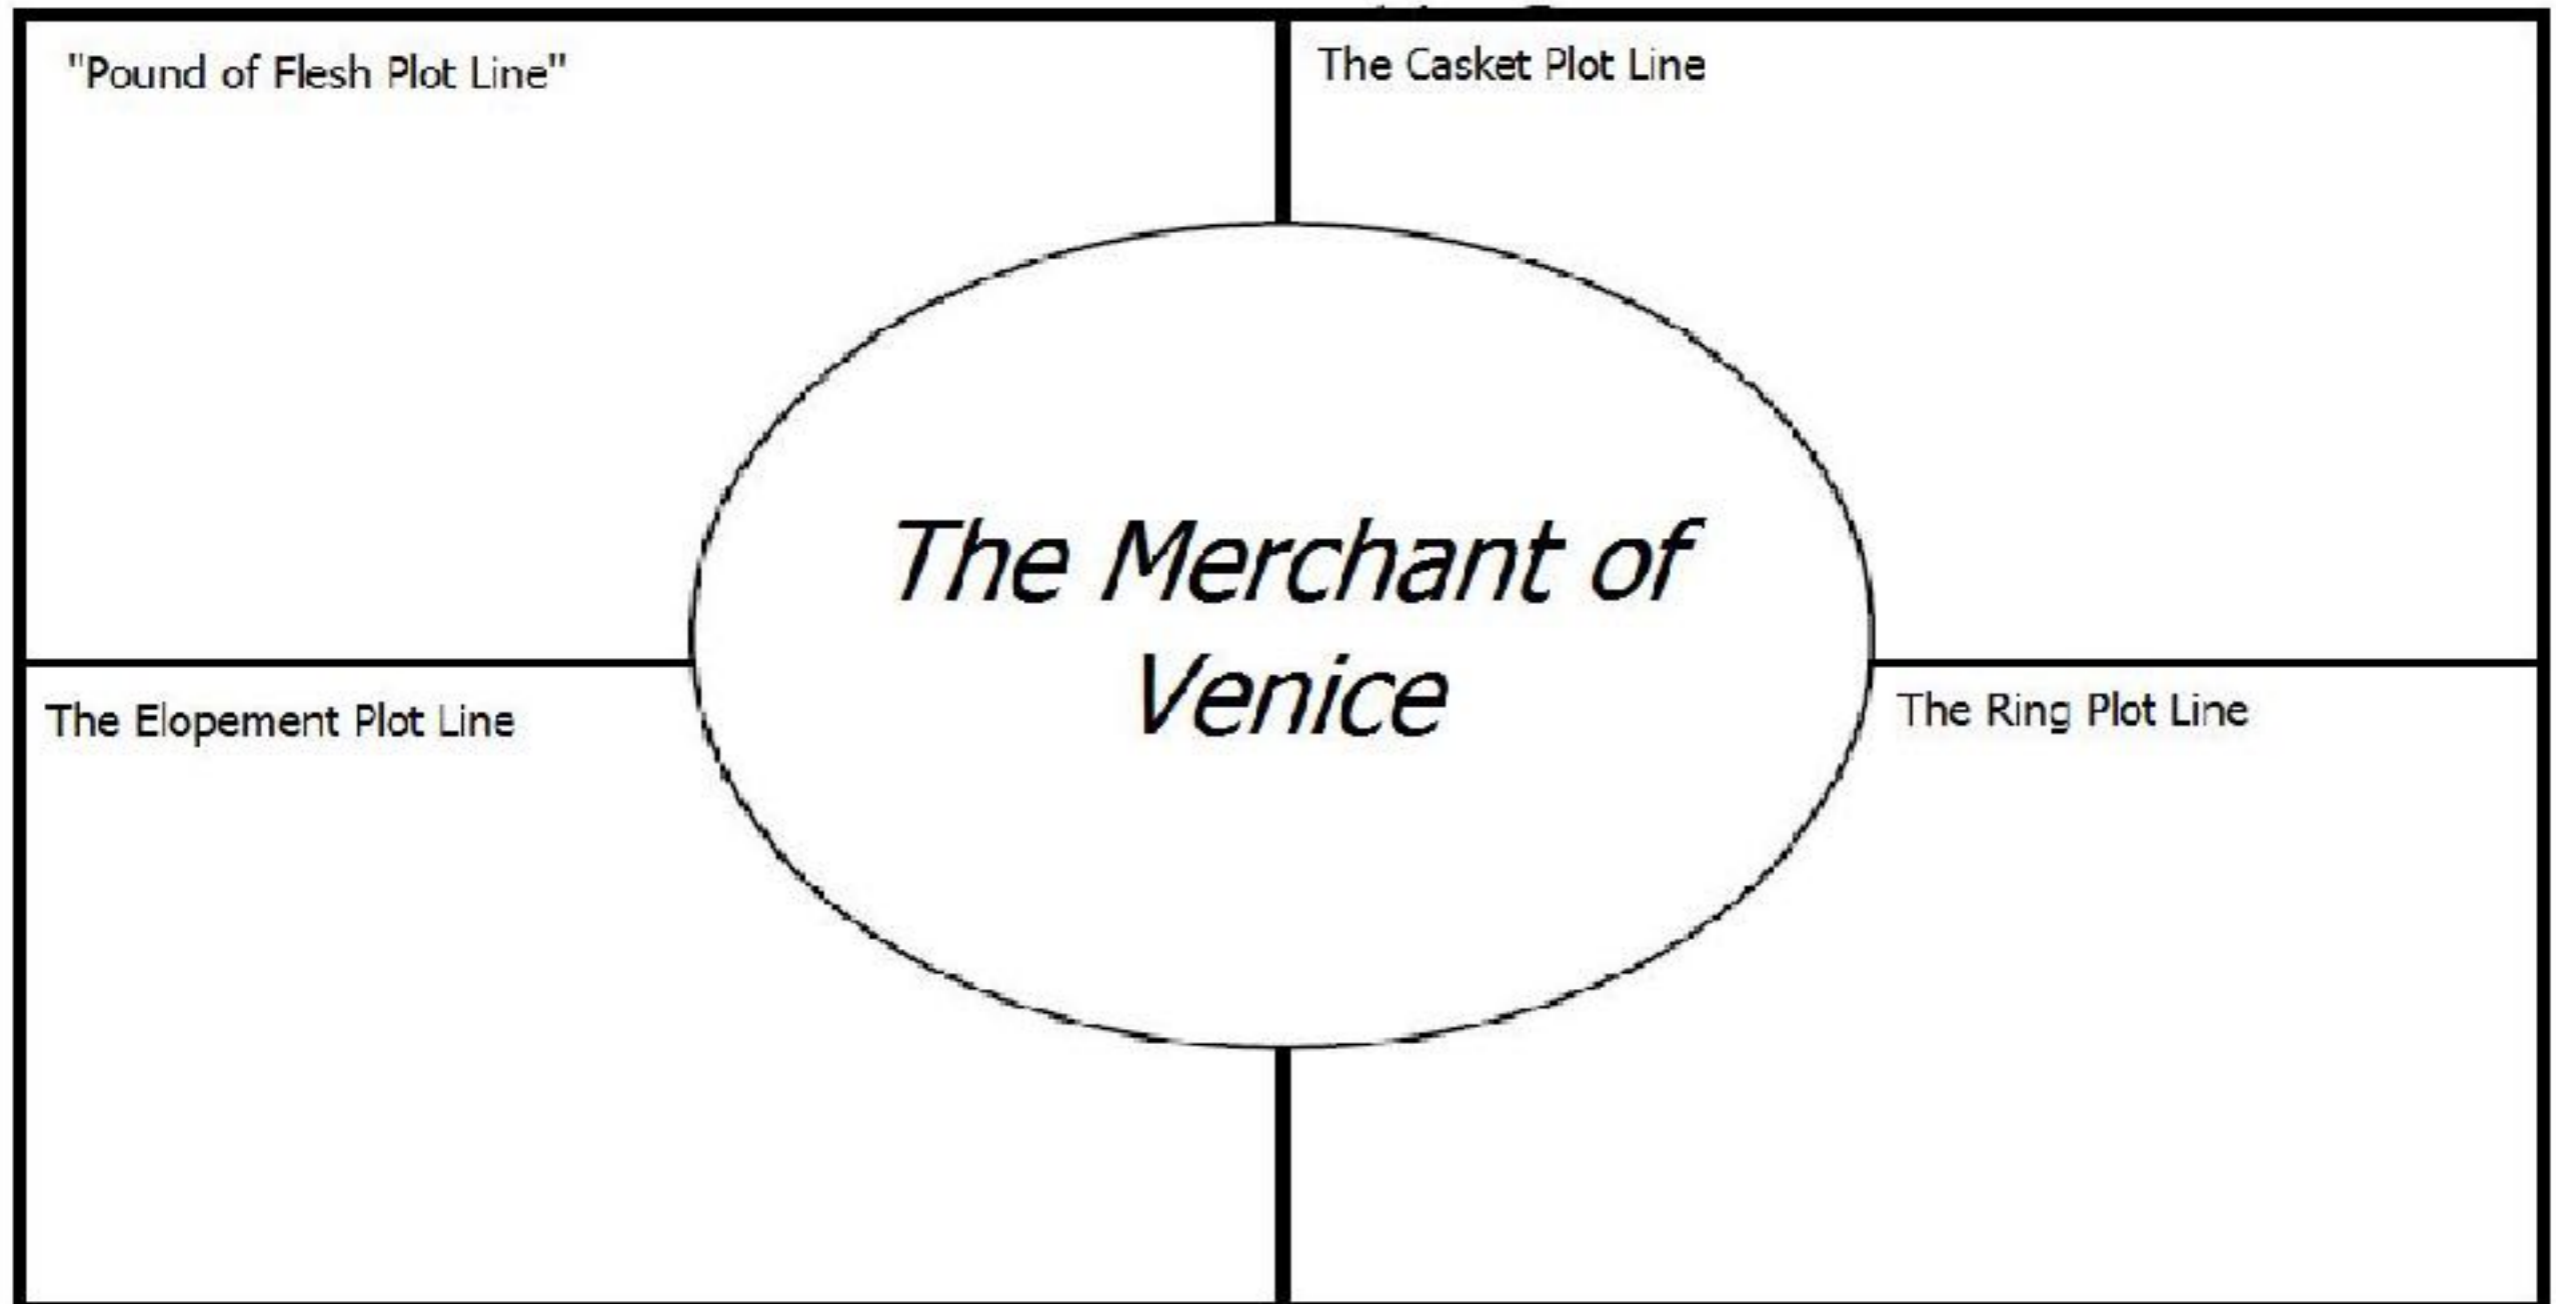 "Pound of Flesh Plot Line"
The Casket Plot Line
The Merchant of
Venice
The Elopement Plot Line
The Ring Plot Line